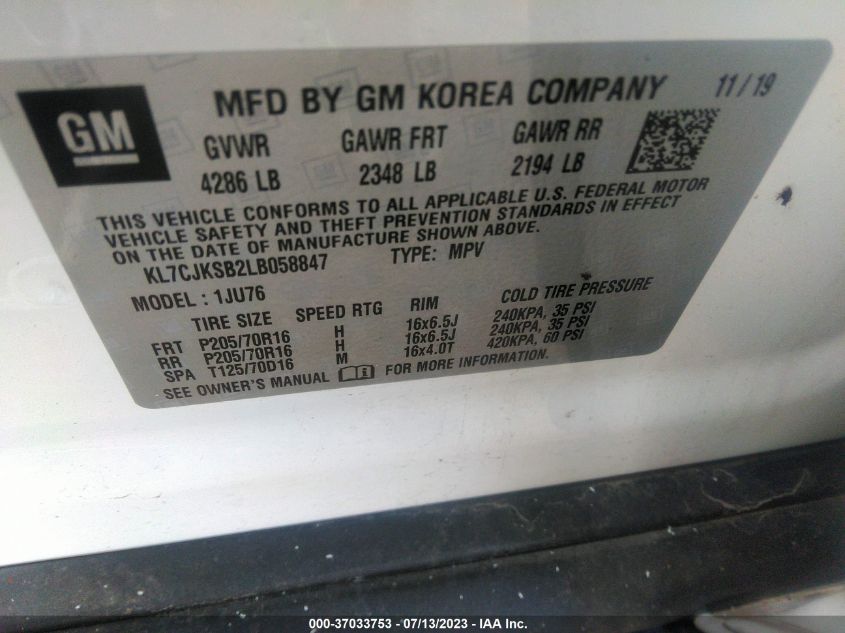 GM
MFD BY GM KOREA COMPANY 11/19
GVWR GAWR FRT GAWR RR
4286 LB 2348 LB 2194 LB
THIS VEHICLE CONFORMS TO ALL APPLICABLE U.S. FEDERAL MOTOR
VEHICLE SAFETY AND THEFT PREVENTION STANDARDS IN EFFECT
ON THE DATE OF MANUFACTURE SHOWN ABOVE.
KL7CJKSB2LB058847 TYPE: MPV
MODEL: 1JU76
TIRE SIZE SPEED RTG RIM COLD TIRE PRESSURE
FRT P205/70R16 H 16x6.5J 240KPA, 35 PSI
RR P205/70R16 H 16x6.5J 240KPA, 35 PSI
SPA T125/70D16 M 16x4.0T 420KPA, 60 PSI
SEE OWNER'S MANUAL FOR MORE INFORMATION.
000-37033753 - 07/13/2023 - IAA Inc.